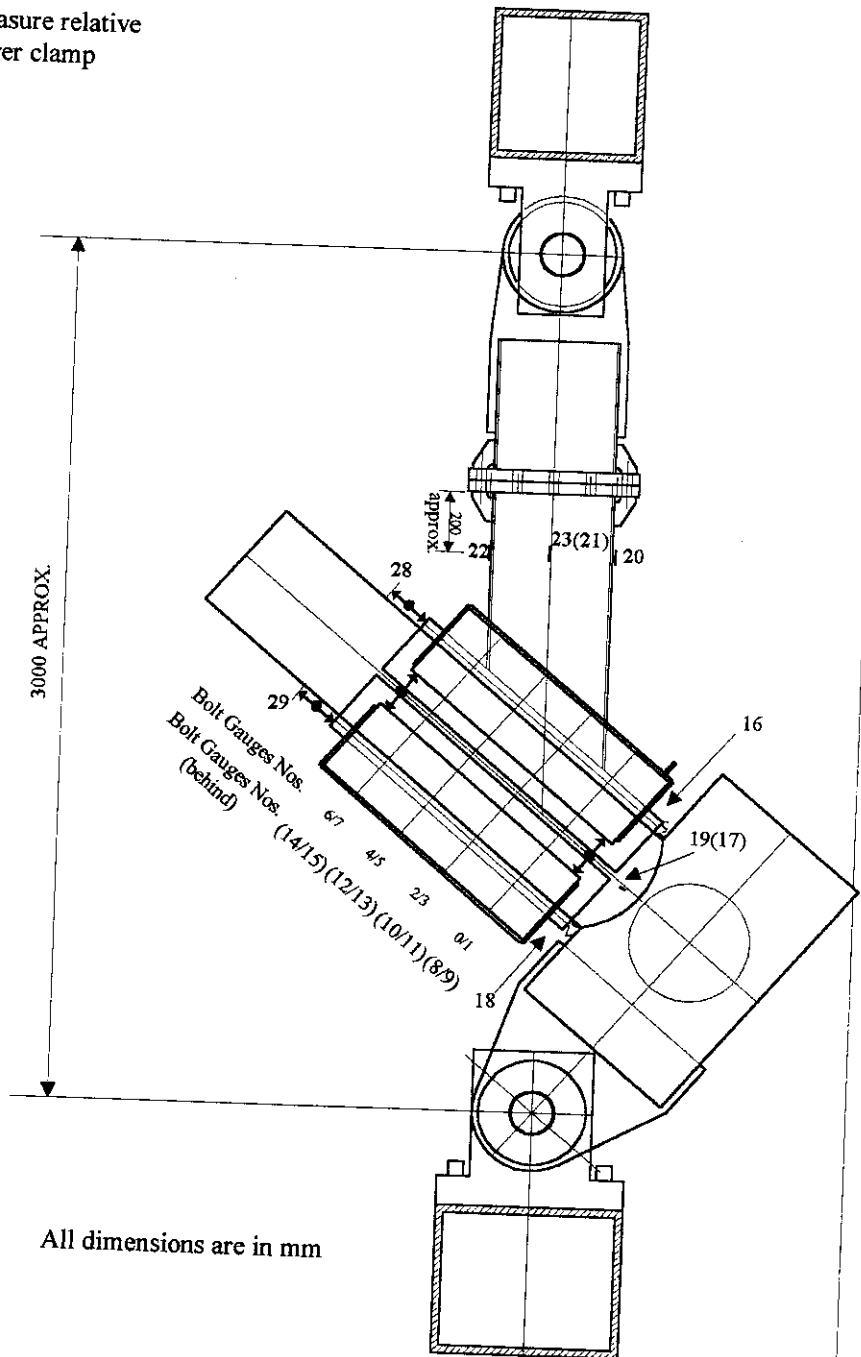 asure relative
er clamp
3000 APPROX.
200
approx.
22
23(21)
20
28
29
Bolt Gauges Nos.
Bolt Gauges Nos.
(behind)
6/7
4/5
2/3
0/1
(14/15) (12/13) (10/11) (8/9)
16
19(17)
18
All dimensions are in mm